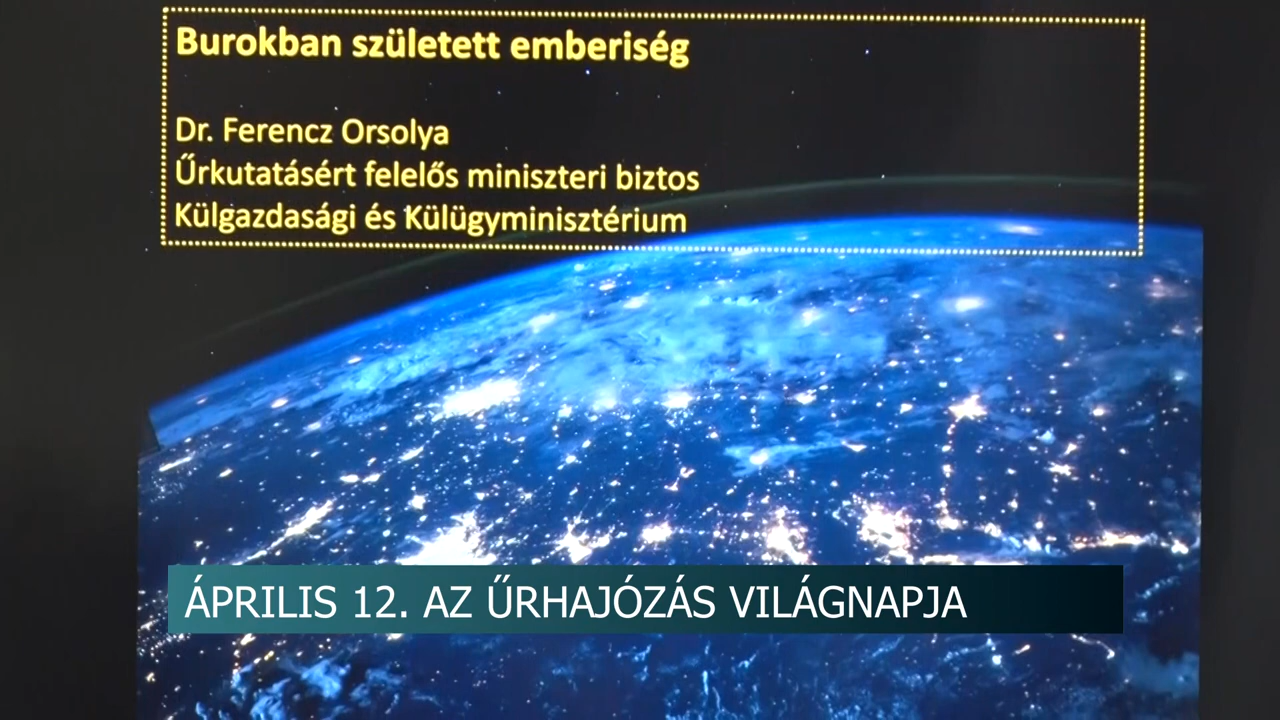 Burokban született emberiség
Dr. Ferencz Orsolya
Űrkutatásért felelős miniszteri biztos
Külgazdasági és Külügyminisztérium
ÁPRILIS 12. AZ ŰRHAJÓZÁS VILÁGNAPJA